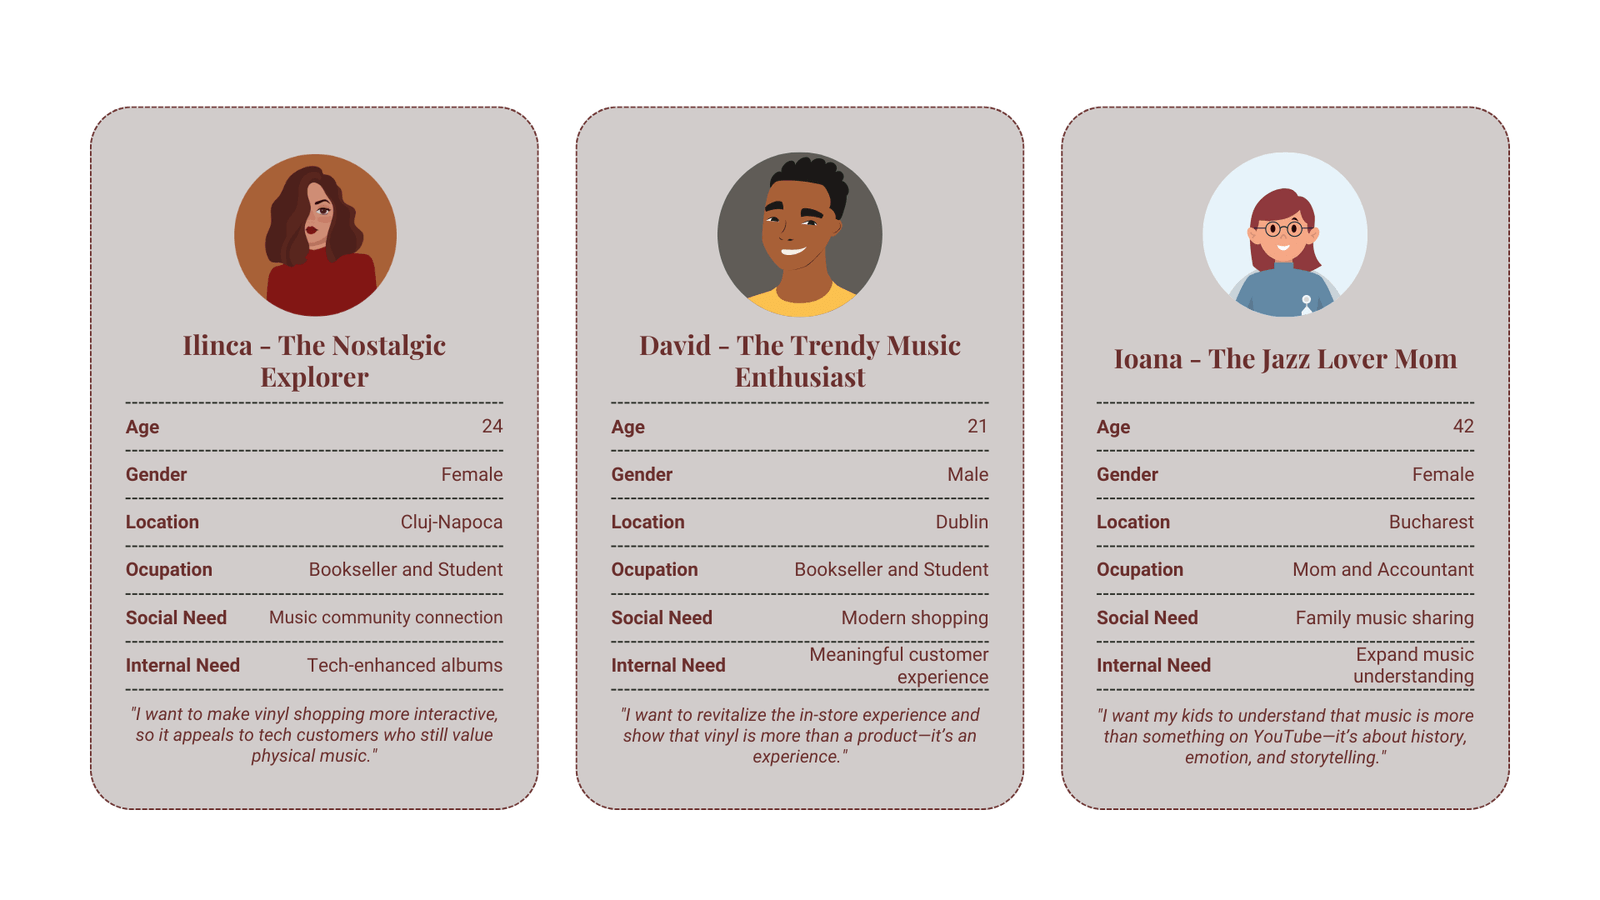 Ilinca - The Nostalgic
Explorer
Age 24
Gender Female
Location Cluj-Napoca
Ocupation Bookseller and Student
Social Need Music community connection
Internal Need Tech-enhanced albums
"I want to make vinyl shopping more interactive,
so it appeals to tech customers who still value
physical music."
David - The Trendy Music
Enthusiast
Age 21
Gender Male
Location Dublin
Ocupation Bookseller and Student
Social Need Modern shopping
Internal Need Meaningful customer
experience
"I want to revitalize the in-store experience and
show that vinyl is more than a product—it's an
experience."
Ioana - The Jazz Lover Mom
Age 42
Gender Female
Location Bucharest
Ocupation Mom and Accountant
Social Need Family music sharing
Internal Need Expand music
understanding
"I want my kids to understand that music is more
than something on YouTube—it's about history,
emotion, and storytelling."